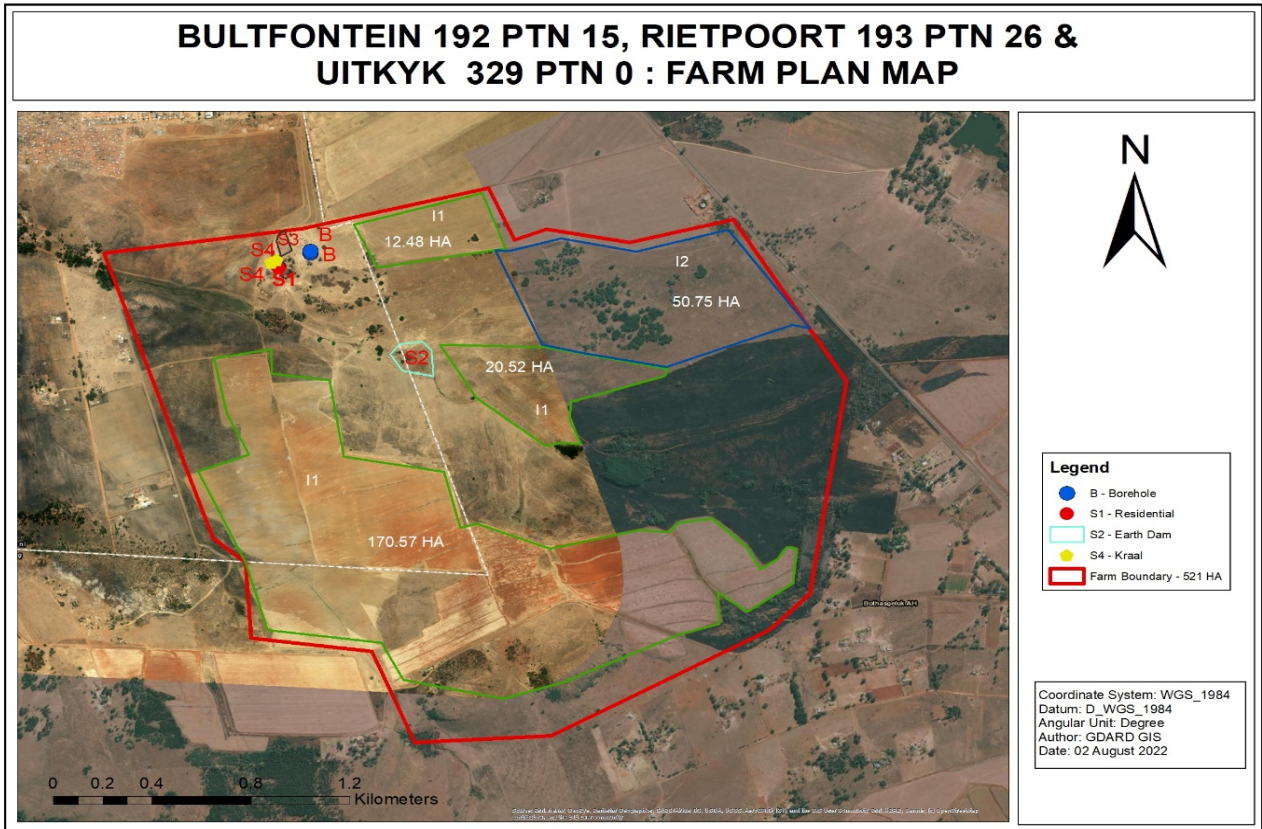 BULTFONTEIN 192 PTN 15, RIETPOORT 193 PTN 26 &
UITKYK 329 PTN 0 : FARM PLAN MAP
N
I1
12.48 HA
S3
B
B
S4
S4
S1
I2
50.75 HA
S2
20.52 HA
I1
I1
170.57 HA
Bothasgeluk AH
0 0.2 0.4 0.8 1.2
Kilometers
Legend
B - Borehole
S1 - Residential
S2 - Earth Dam
S4 - Kraal
Farm Boundary - 521 HA
Coordinate System: WGS_1984
Datum: D_WGS_1984
Angular Unit: Degree
Author: GDARD GIS
Date: 02 August 2022